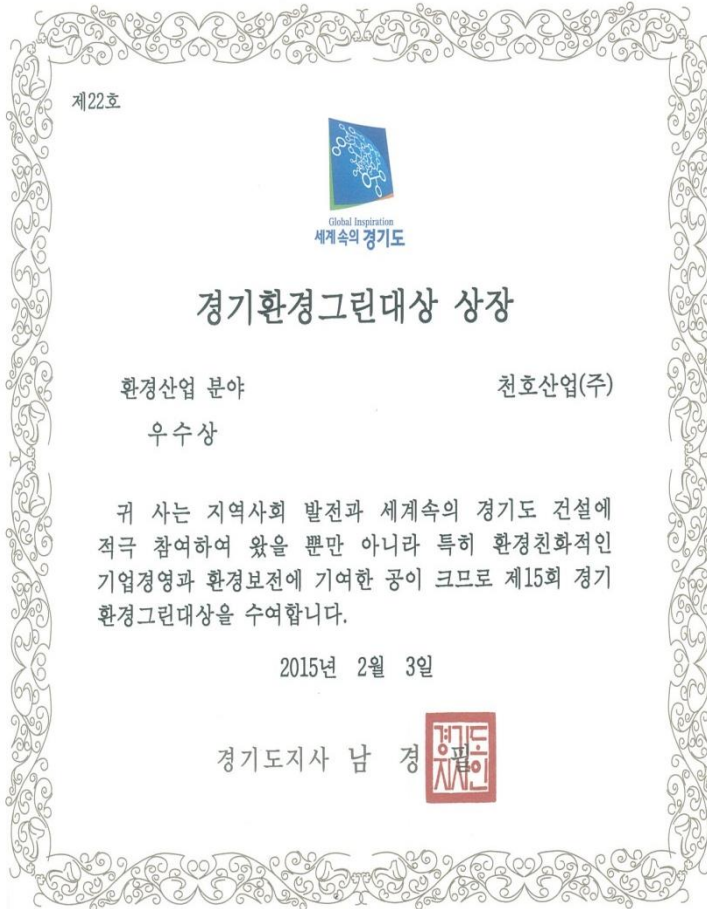 제22호
Global Inspiration
세계속의 경기도
경기환경그린대상 상장
환경산업 분야 천호산업(주)
우수상
귀 사는 지역사회 발전과 세계속의 경기도 건설에
적극 참여하여 왔을 뿐만 아니라 특히 환경친화적인
기업경영과 환경보전에 기여한 공이 크므로 제15회 경기
환경그린대상을 수여합니다.
2015년 2월 3일
경기도지사 남 경 필
경기도
지사인